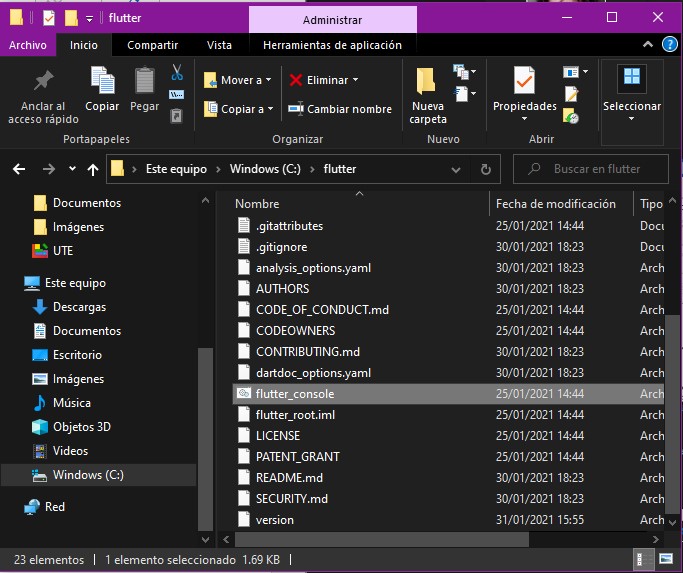 flutter
Administrar
Archivo Inicio Compartir Vista Herramientas de aplicación
Anclar al acceso rápido
Copiar
Pegar
Mover a
Copiar a
Eliminar
Cambiar nombre
Nueva carpeta
Propiedades
Seleccionar
Portapapeles Organizar Nuevo Abrir
Este equipo > Windows (C:) > flutter
Buscar en flutter
Documentos
Imágenes
UTE
Este equipo
Descargas
Documentos
Escritorio
Imágenes
Música
Objetos 3D
Videos
Windows (C:)
Red
Nombre Fecha de modificación Tipo
.gitattributes 25/01/2021 14:44 Docu
.gitignore 30/01/2021 18:23 Docu
analysis_options.yaml 30/01/2021 18:23 Arch
AUTHORS 30/01/2021 18:23 Arch
CODE_OF_CONDUCT.md 25/01/2021 14:44 Arch
CODEOWNERS 25/01/2021 14:44 Arch
CONTRIBUTING.md 30/01/2021 18:23 Arch
dartdoc_options.yaml 30/01/2021 18:23 Arch
flutter_console 25/01/2021 14:44 Arch
flutter_root.iml 25/01/2021 14:44 Arch
LICENSE 25/01/2021 14:44 Arch
PATENT_GRANT 25/01/2021 14:44 Arch
README.md 30/01/2021 18:23 Arch
SECURITY.md 30/01/2021 18:23 Arch
version 31/01/2021 15:55 Arch
23 elementos 1 elemento seleccionado 1.69 KB